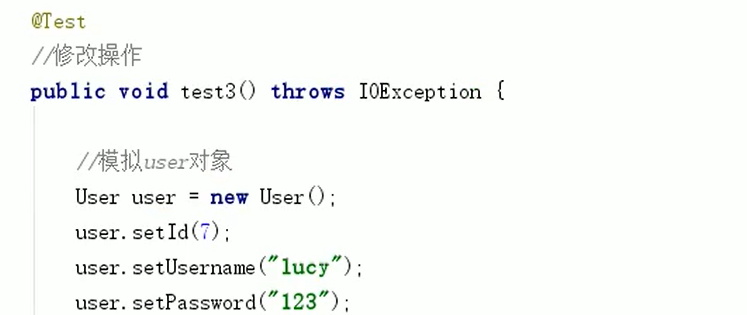 @Test
//修改操作
public void test3() throws IOException {
//模拟user对象
User user = new User();
user.setId(7);
user.setUsername("lucy");
user.setPassword("123");